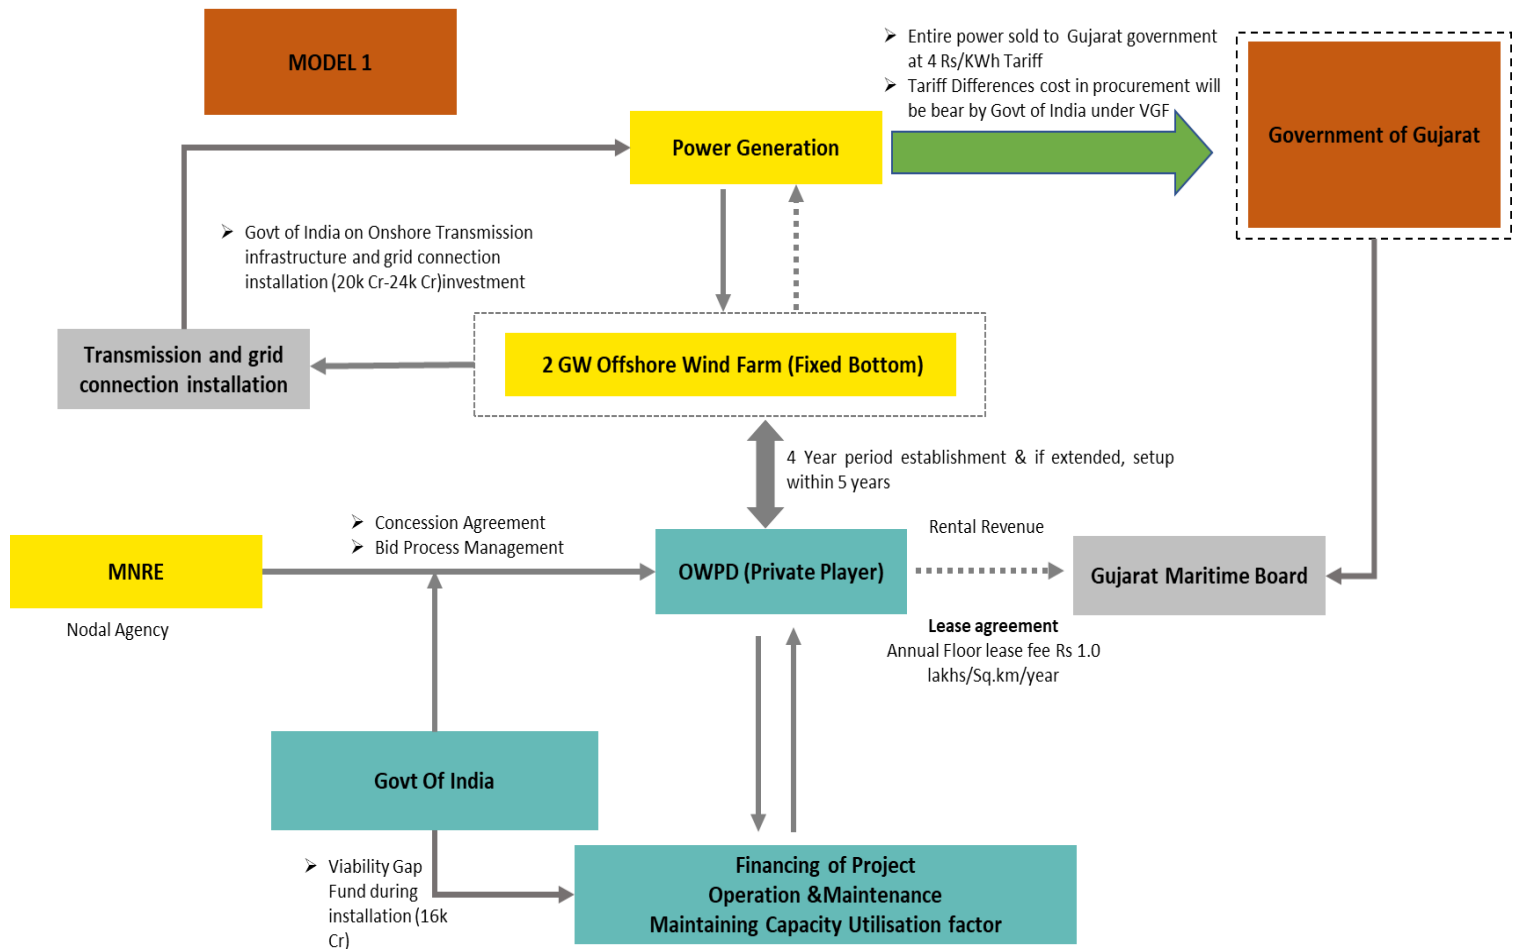 MODEL 1
➢ Entire power sold to Gujarat government
at 4 Rs/KWh Tariff
➢ Tariff Differences cost in procurement will
be bear by Govt of India under VGF
Government of Gujarat
Power Generation
➢ Govt of India on Onshore Transmission
infrastructure and grid connection
installation (20k Cr-24k Cr)investment
Transmission and grid
connection installation
2 GW Offshore Wind Farm (Fixed Bottom)
4 Year period establishment & if extended, setup
within 5 years
➢ Concession Agreement
➢ Bid Process Management
MNRE
Nodal Agency
OWPD (Private Player)
Rental Revenue
Gujarat Maritime Board
Lease agreement
Annual Floor lease fee Rs 1.0
lakhs/Sq.km/year
Govt Of India
➢ Viability Gap
Fund during
installation (16k
Cr)
Financing of Project
Operation &Maintenance
Maintaining Capacity Utilisation factor